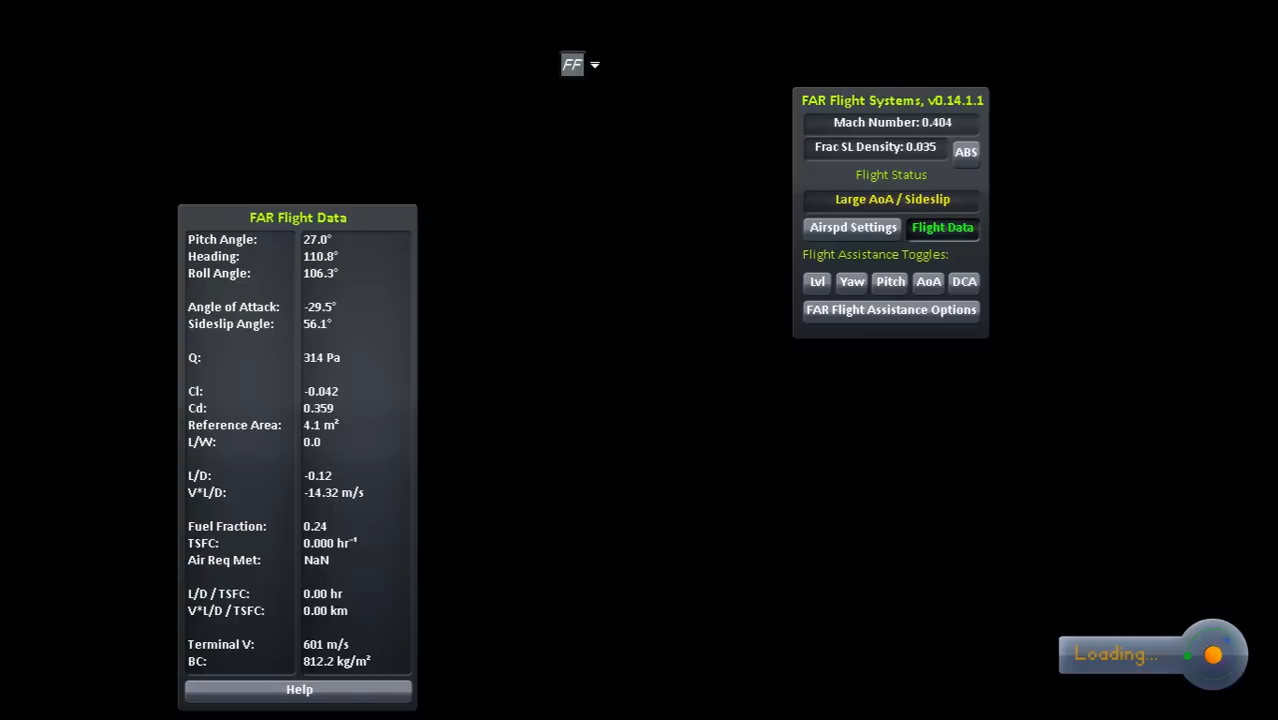 FF
FAR Flight Systems, v0.14.1.1
Mach Number: 0.404
Frac SL Density: 0.035
ABS
Flight Status
Large AoA / Sideslip
Airspd Settings Flight Data
Flight Assistance Toggles:
Lvl Yaw Pitch AoA DCA
FAR Flight Assistance Options
FAR Flight Data
Pitch Angle: 27.0°
Heading: 110.8°
Roll Angle: 106.3°
Angle of Attack: -29.5°
Sideslip Angle: 56.1°
Q: 314 Pa
Cl: -0.042
Cd: 0.359
Reference Area: 4.1 m²
L/W: 0.0
L/D: -0.12
V*L/D: -14.32 m/s
Fuel Fraction: 0.24
TSFC: 0.000 hr⁻¹
Air Req Met: NaN
L/D / TSFC: 0.00 hr
V*L/D / TSFC: 0.00 km
Terminal V: 601 m/s
BC: 812.2 kg/m²
Help
Loading...